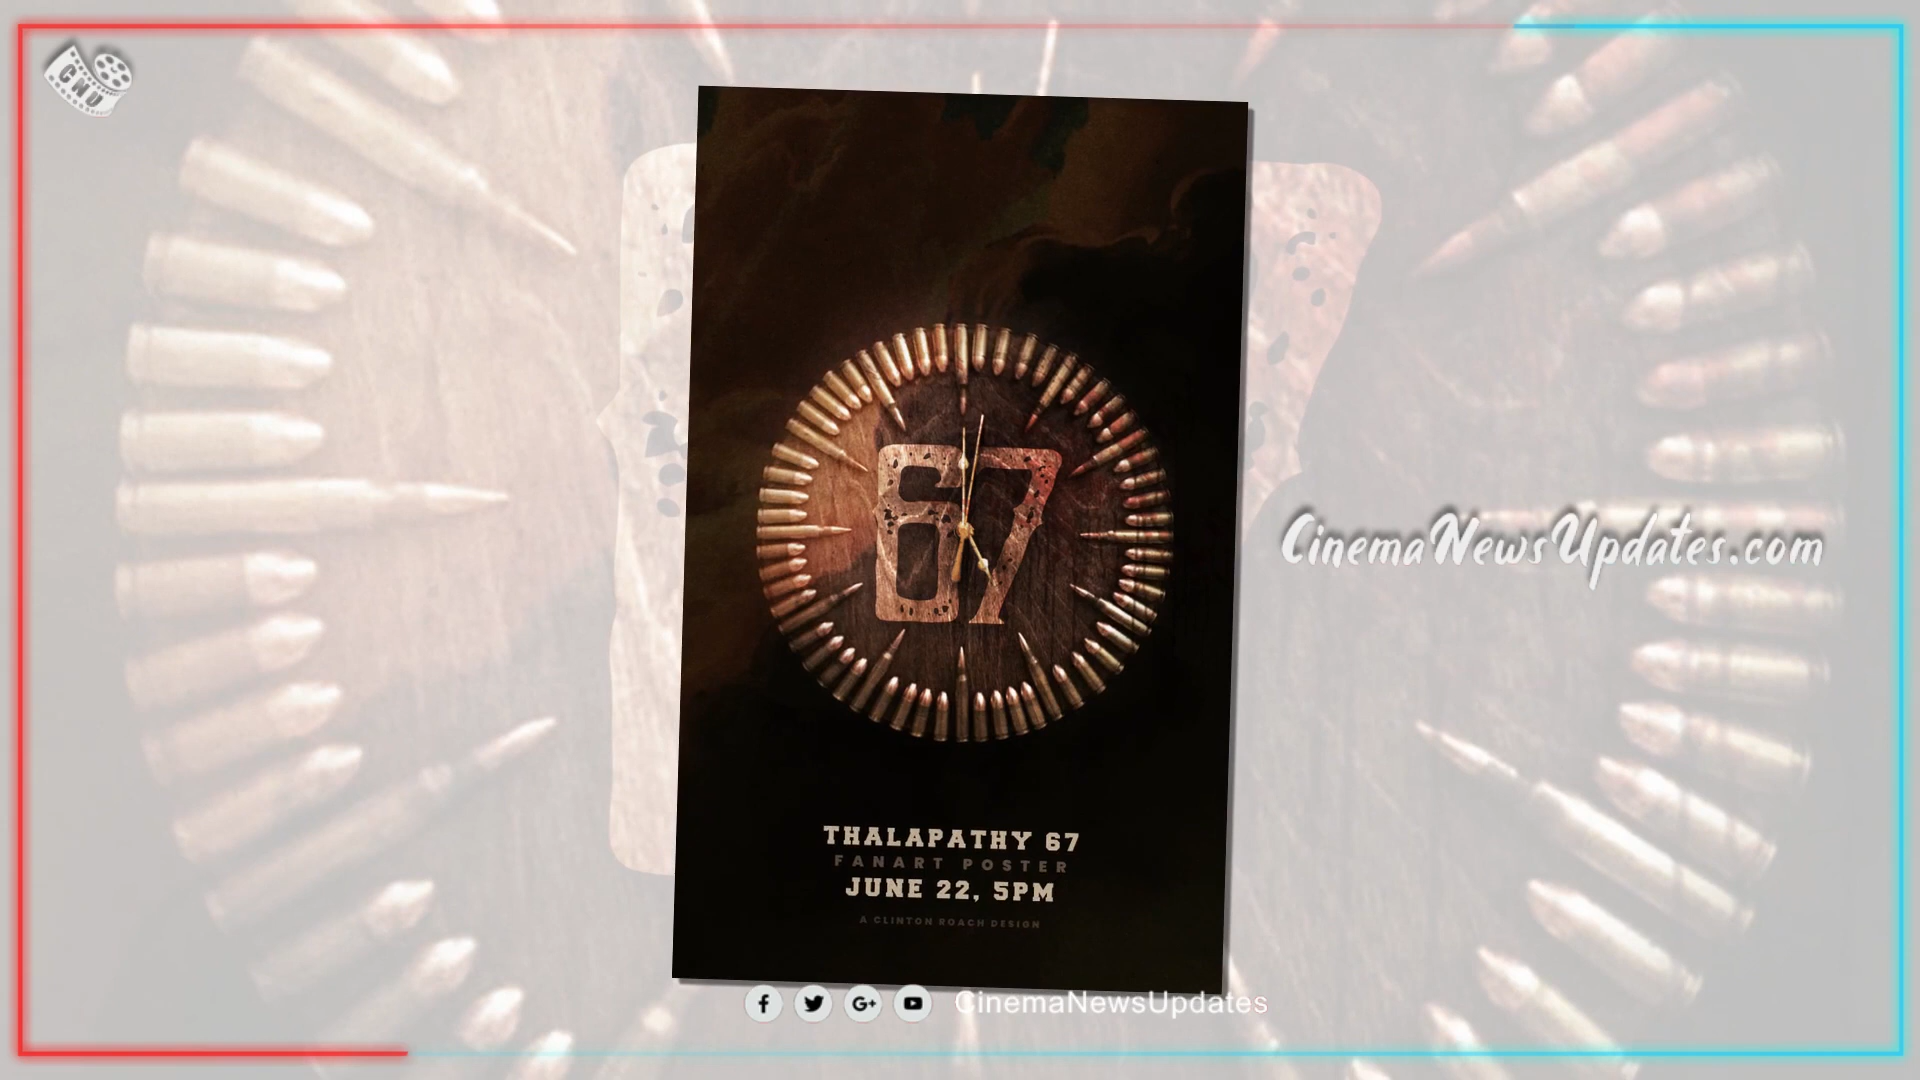 CNU
67
CinemaNewsUpdates.com
THALAPATHY 67
FANART POSTER
JUNE 22, 5PM
A CLINTON ROACH DESIGN
f G+ CinemaNewsUpdates